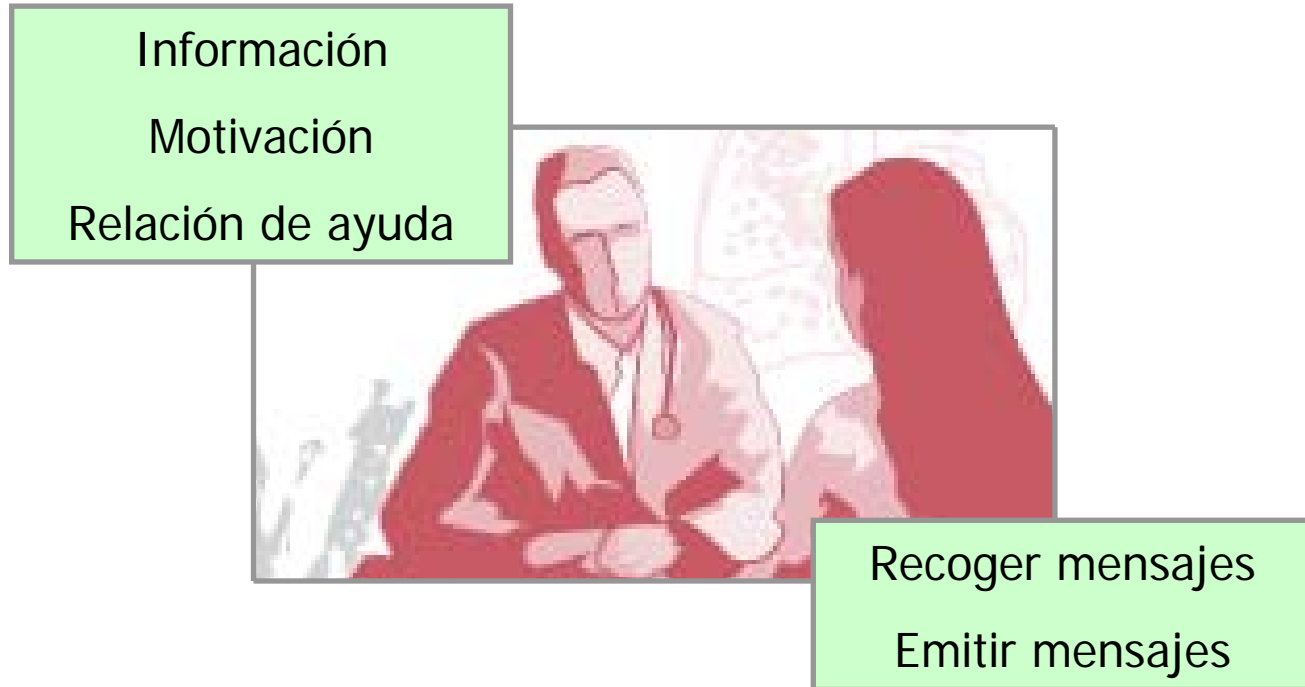 Información
Motivación
Relación de ayuda
Recoger mensajes
Emitir mensajes